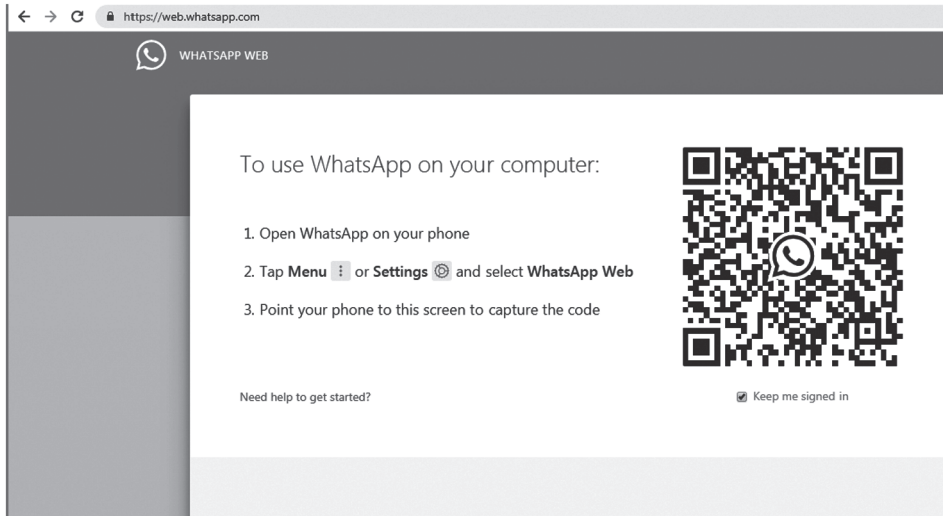 https://web.whatsapp.com
WHATSAPP WEB
To use WhatsApp on your computer:
1. Open WhatsApp on your phone
2. Tap Menu or Settings and select WhatsApp Web
3. Point your phone to this screen to capture the code
Need help to get started?
Keep me signed in